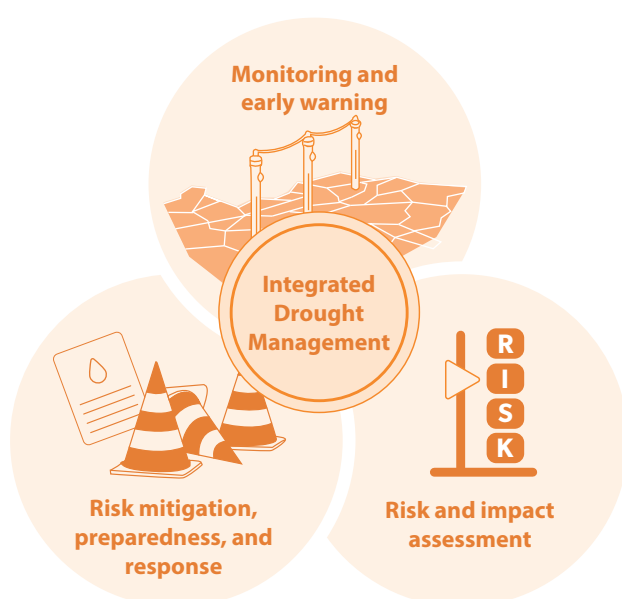 Monitoring and
early warning
Integrated
Drought
Management
R
I
S
K
Risk mitigation,
preparedness, and
response
Risk and impact
assessment